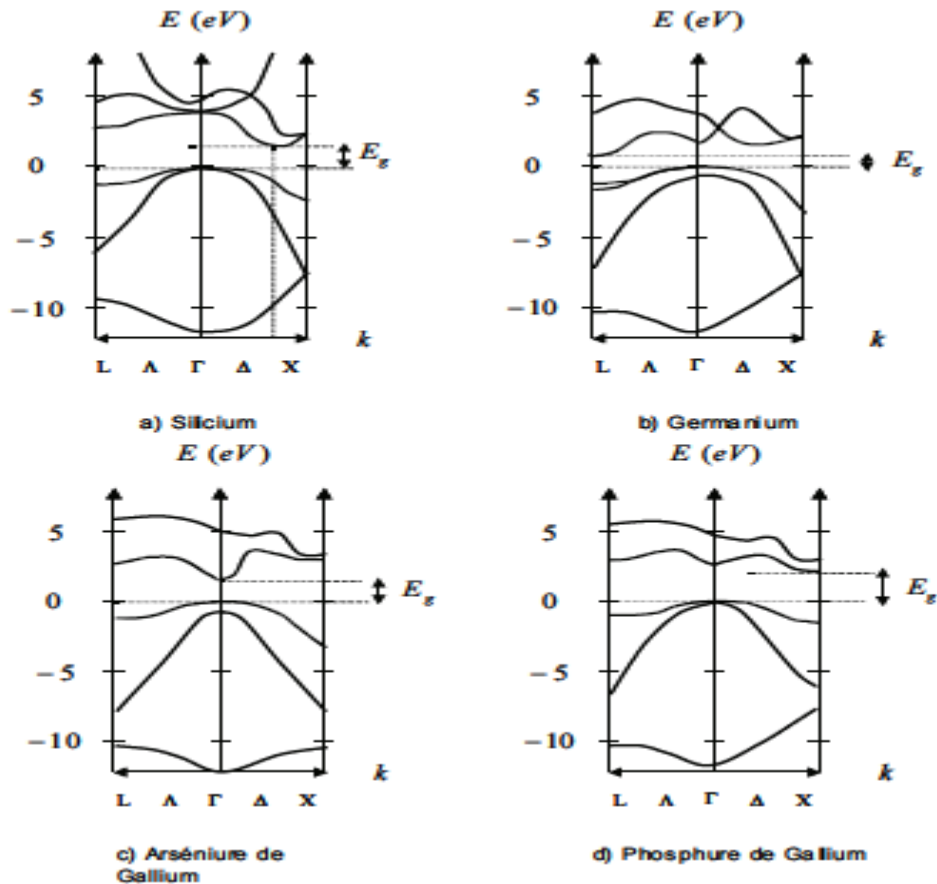 E (eV)
5
0
−5
−10
E_g
k
L Λ Γ Δ X
a) Silicium
E (eV)
5
0
−5
−10
E_g
k
L Λ Γ Δ X
b) Germanium
E (eV)
5
0
−5
−10
E_g
k
L Λ Γ Δ X
c) Arséniure de
Gallium
E (eV)
5
0
−5
−10
E_g
k
L Λ Γ Δ X
d) Phosphure de Gallium